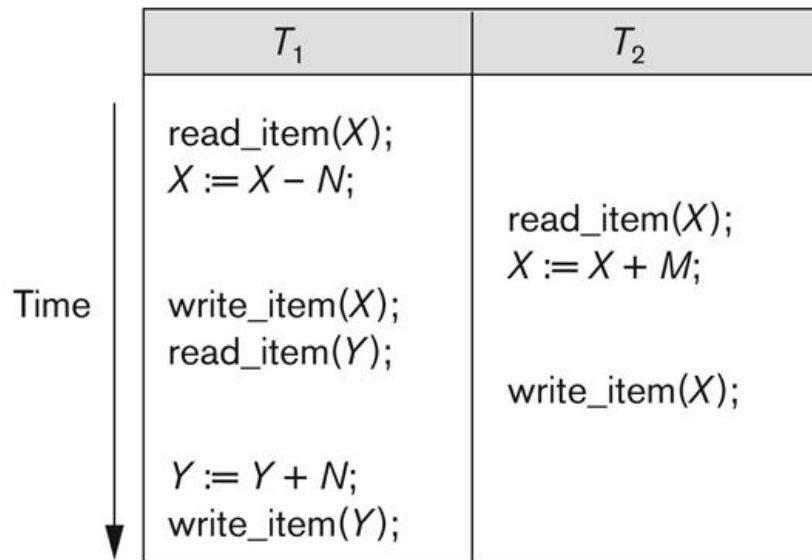 T₁ T₂
read_item(X);
X := X – N;
read_item(X);
X := X + M;
Time
write_item(X);
read_item(Y);
write_item(X);
Y := Y + N;
write_item(Y);